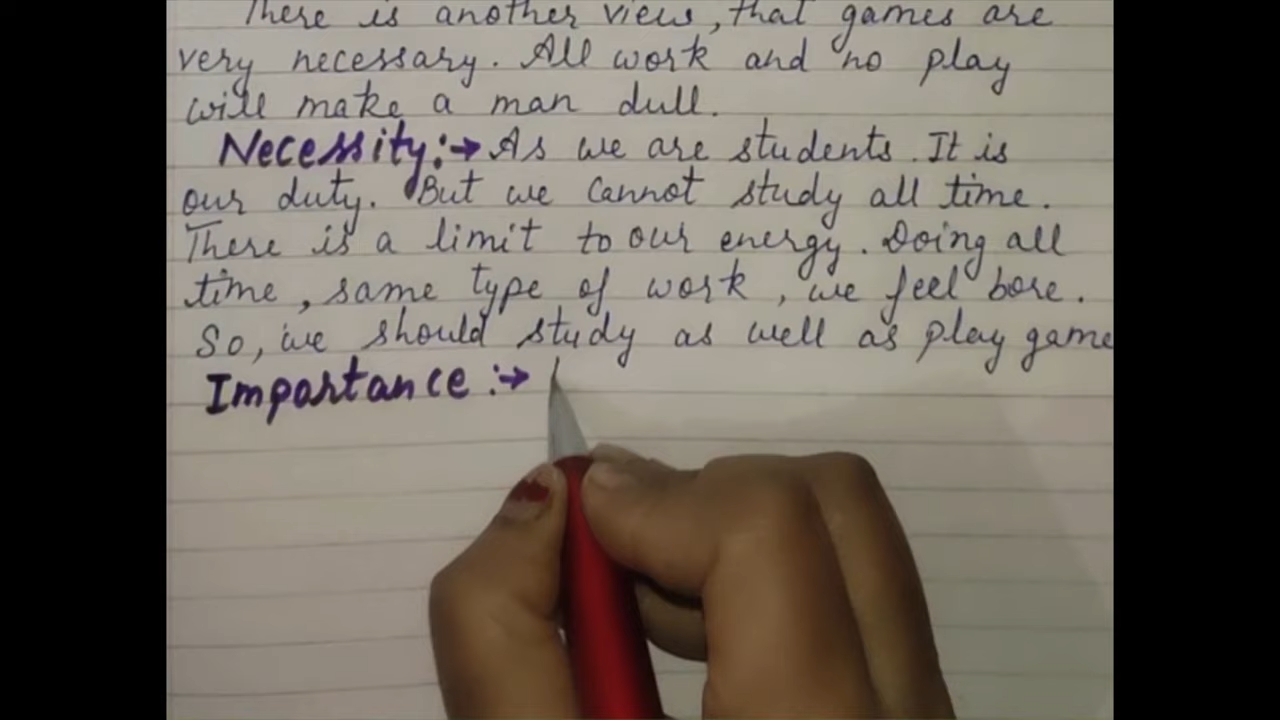 There is another view, that games are
very necessary. All work and no play
will make a man dull.
Necessity:→ As we are students. It is
our duty. But we cannot study all time.
There is a limit to our energy. Doing all
time, same type of work, we feel bore.
So, we should study as well as play game
Importance :→